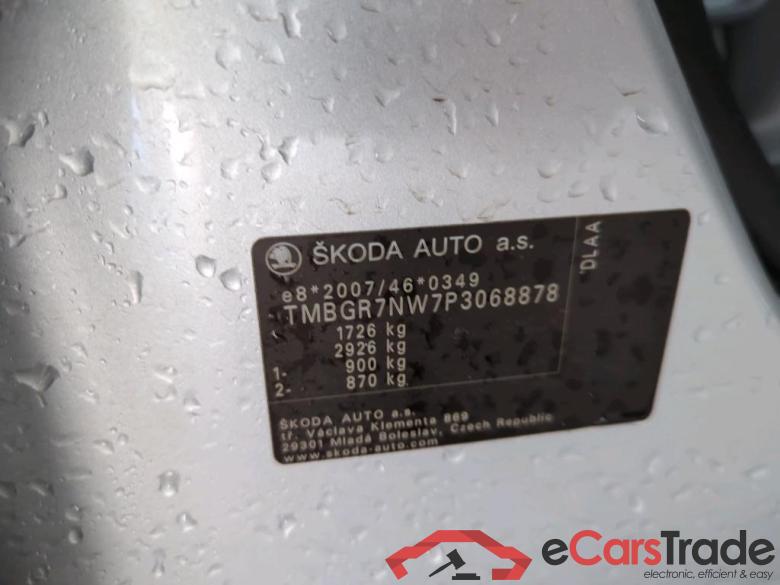 ŠKODA AUTO a.s.
DLAA
e8*2007/46*0349
TMBGR7NW7P3068878
1726 kg
2926 kg
1- 900 kg
2- 870 kg
ŠKODA AUTO a.s.
tř. Václava Klementa 869
29301 Mladá Boleslav, Czech Republic
www.skoda-auto.com
eCarsTrade
electronic, efficient & easy